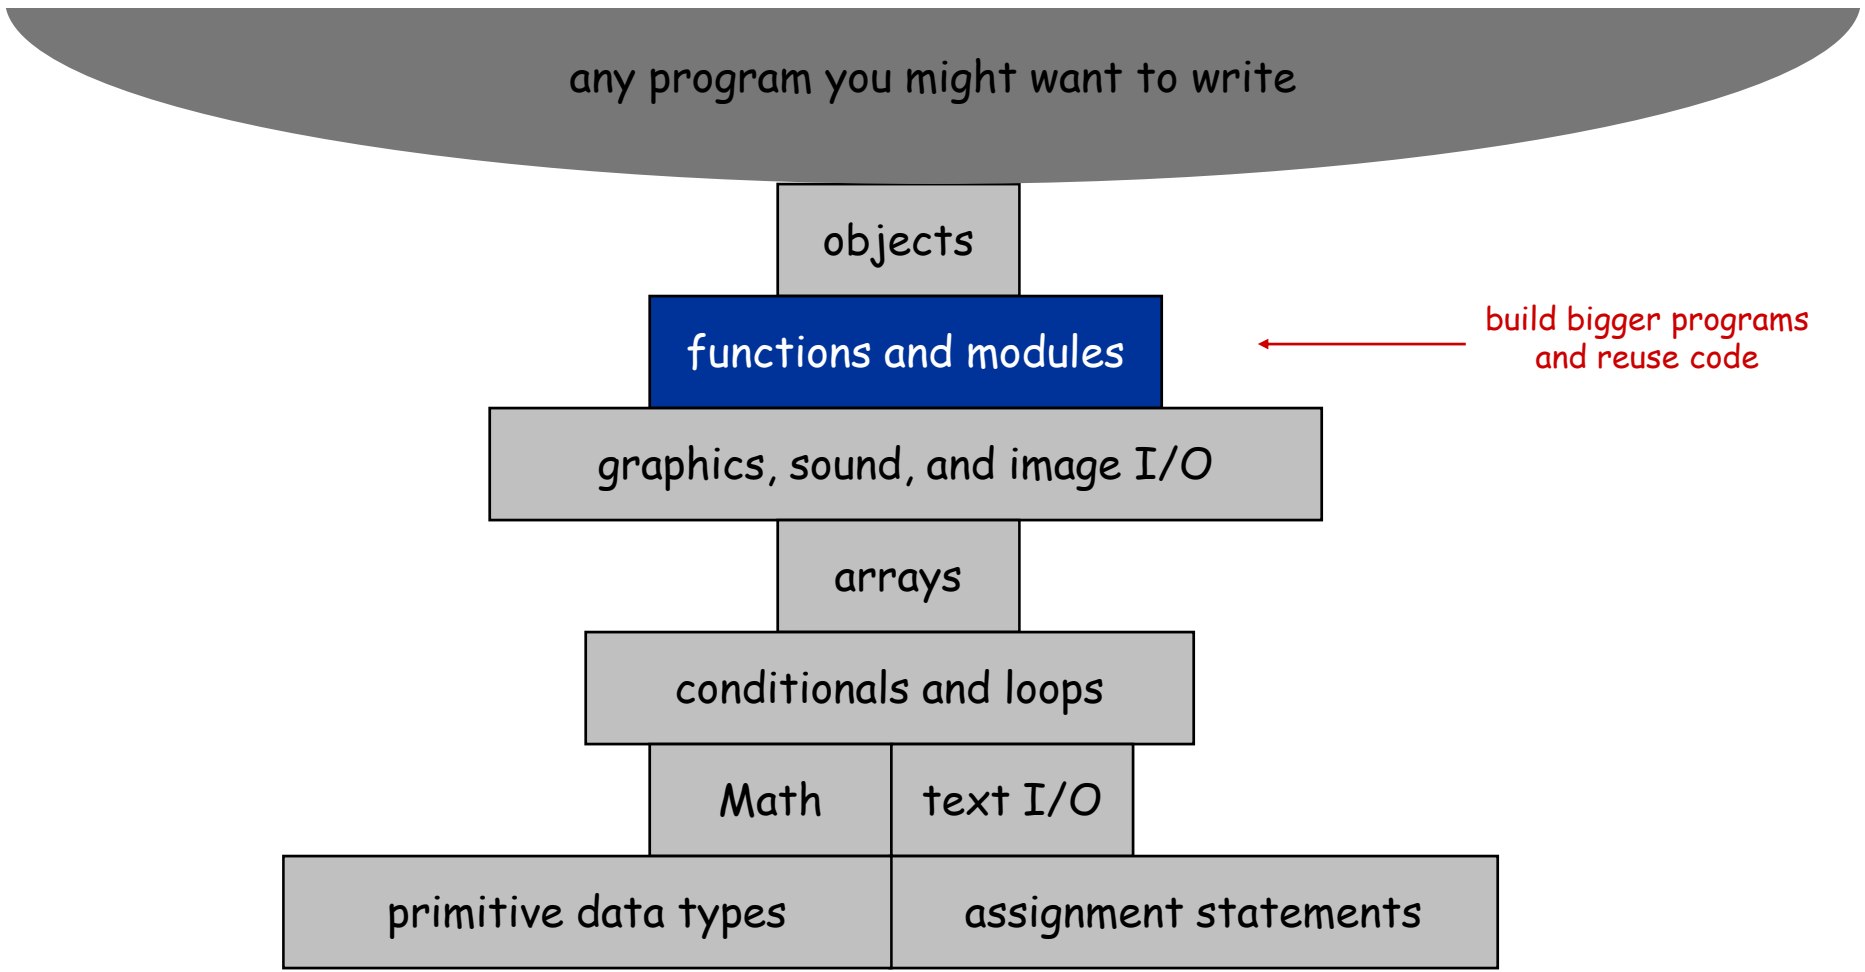 any program you might want to write
objects
functions and modules
build bigger programs
and reuse code
graphics, sound, and image I/O
arrays
conditionals and loops
Math
text I/O
primitive data types
assignment statements